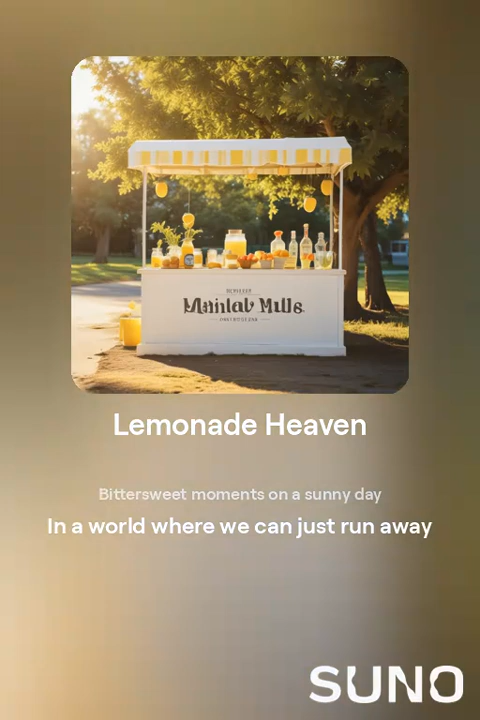 Lemonade Heaven
Bittersweet moments on a sunny day
In a world where we can just run away
SUNO